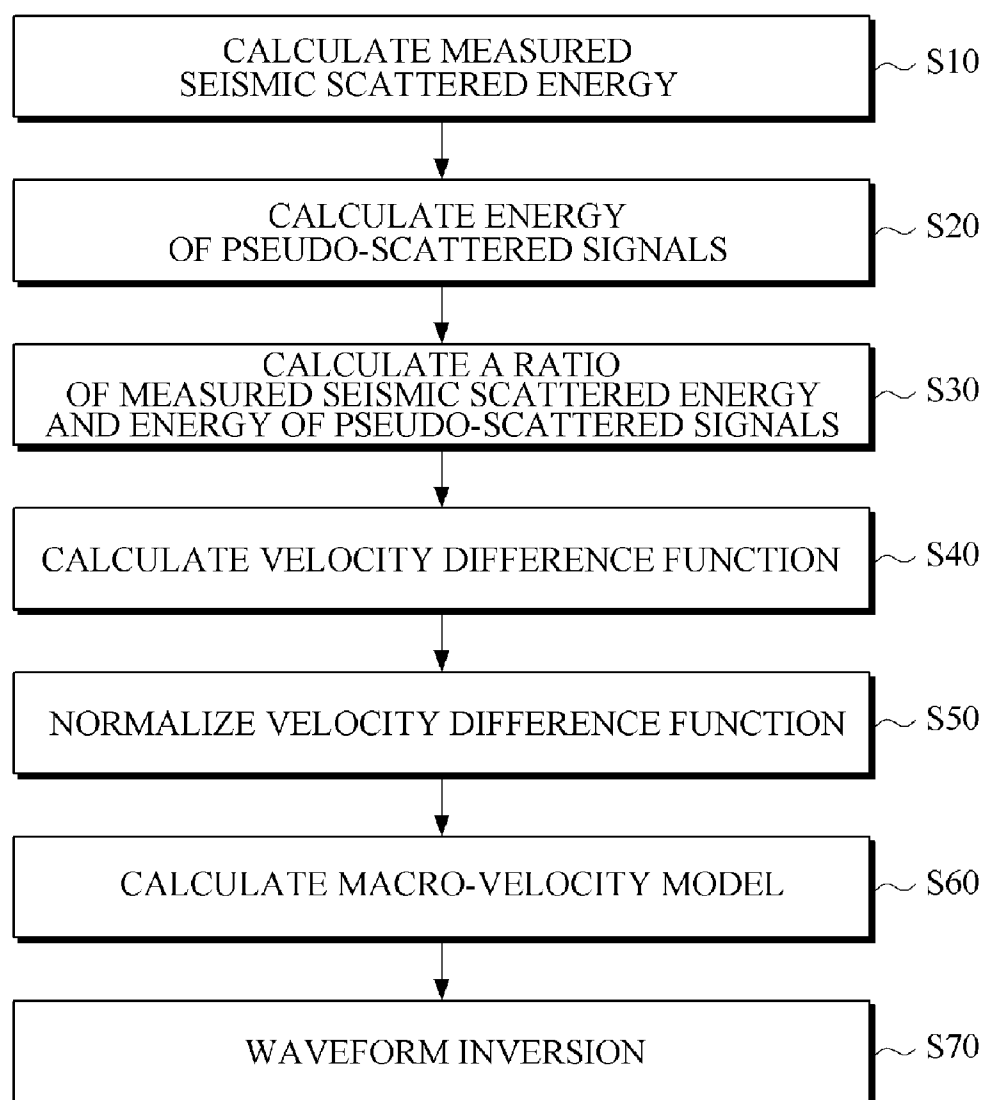 CALCULATE MEASURED
SEISMIC SCATTERED ENERGY
S10
CALCULATE ENERGY
OF PSEUDO-SCATTERED SIGNALS
S20
CALCULATE A RATIO
OF MEASURED SEISMIC SCATTERED ENERGY
AND ENERGY OF PSEUDO-SCATTERED SIGNALS
S30
CALCULATE VELOCITY DIFFERENCE FUNCTION
S40
NORMALIZE VELOCITY DIFFERENCE FUNCTION
S50
CALCULATE MACRO-VELOCITY MODEL
S60
WAVEFORM INVERSION
S70